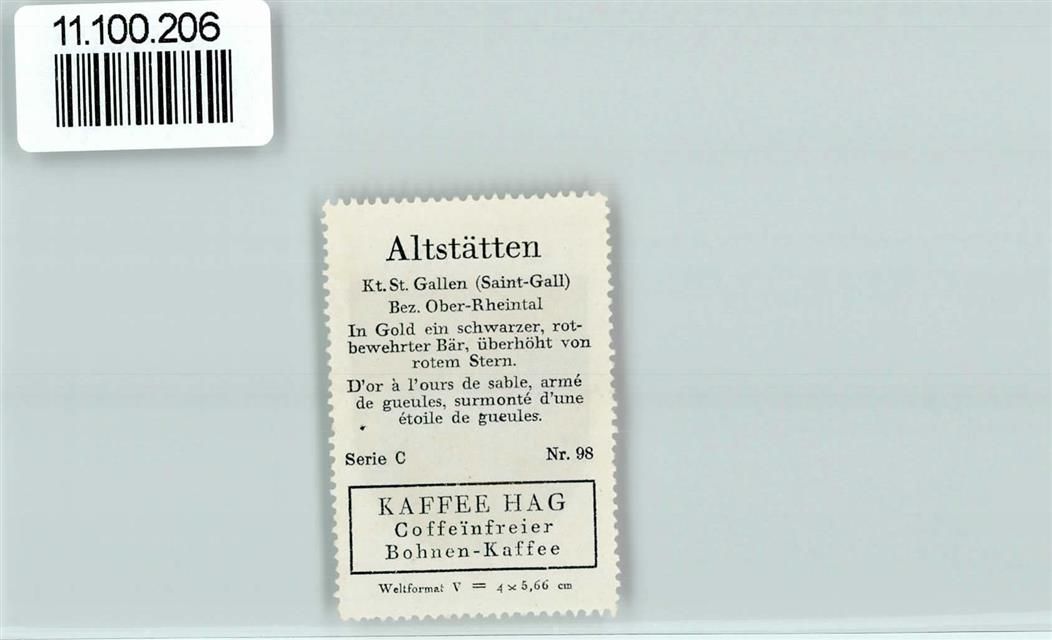 11.100.206
Altstätten
Kt. St. Gallen (Saint-Gall)
Bez. Ober-Rheintal
In Gold ein schwarzer, rot-
bewehrter Bär, überhöht von
rotem Stern.
D'or à l'ours de sable, armé
de gueules, surmonté d'une
étoile de gueules.
Serie C Nr. 98
KAFFEE HAG
Coffeïnfreier
Bohnen-Kaffee
Weltformat V = 4 × 5,66 cm